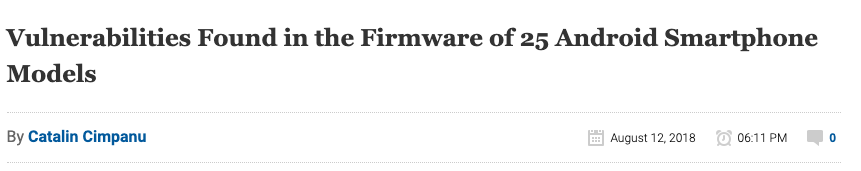 Vulnerabilities Found in the Firmware of 25 Android Smartphone
Models
By Catalin Cimpanu
August 12, 2018
06:11 PM
0